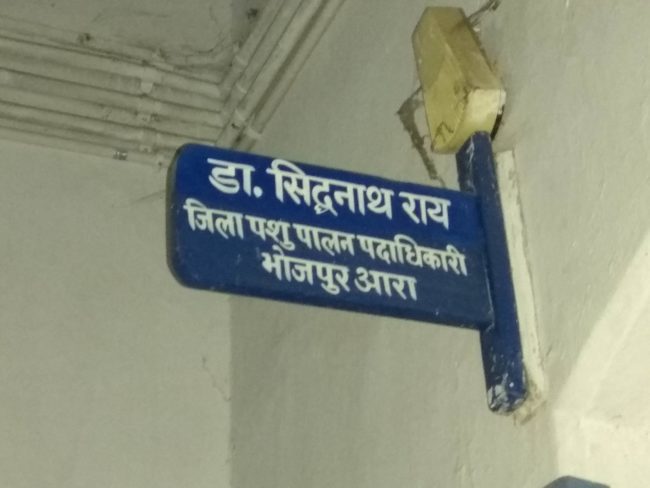 डा. सिद्धनाथ राय
जिला पशु पालन पदाधिकारी
भोजपुर आरा